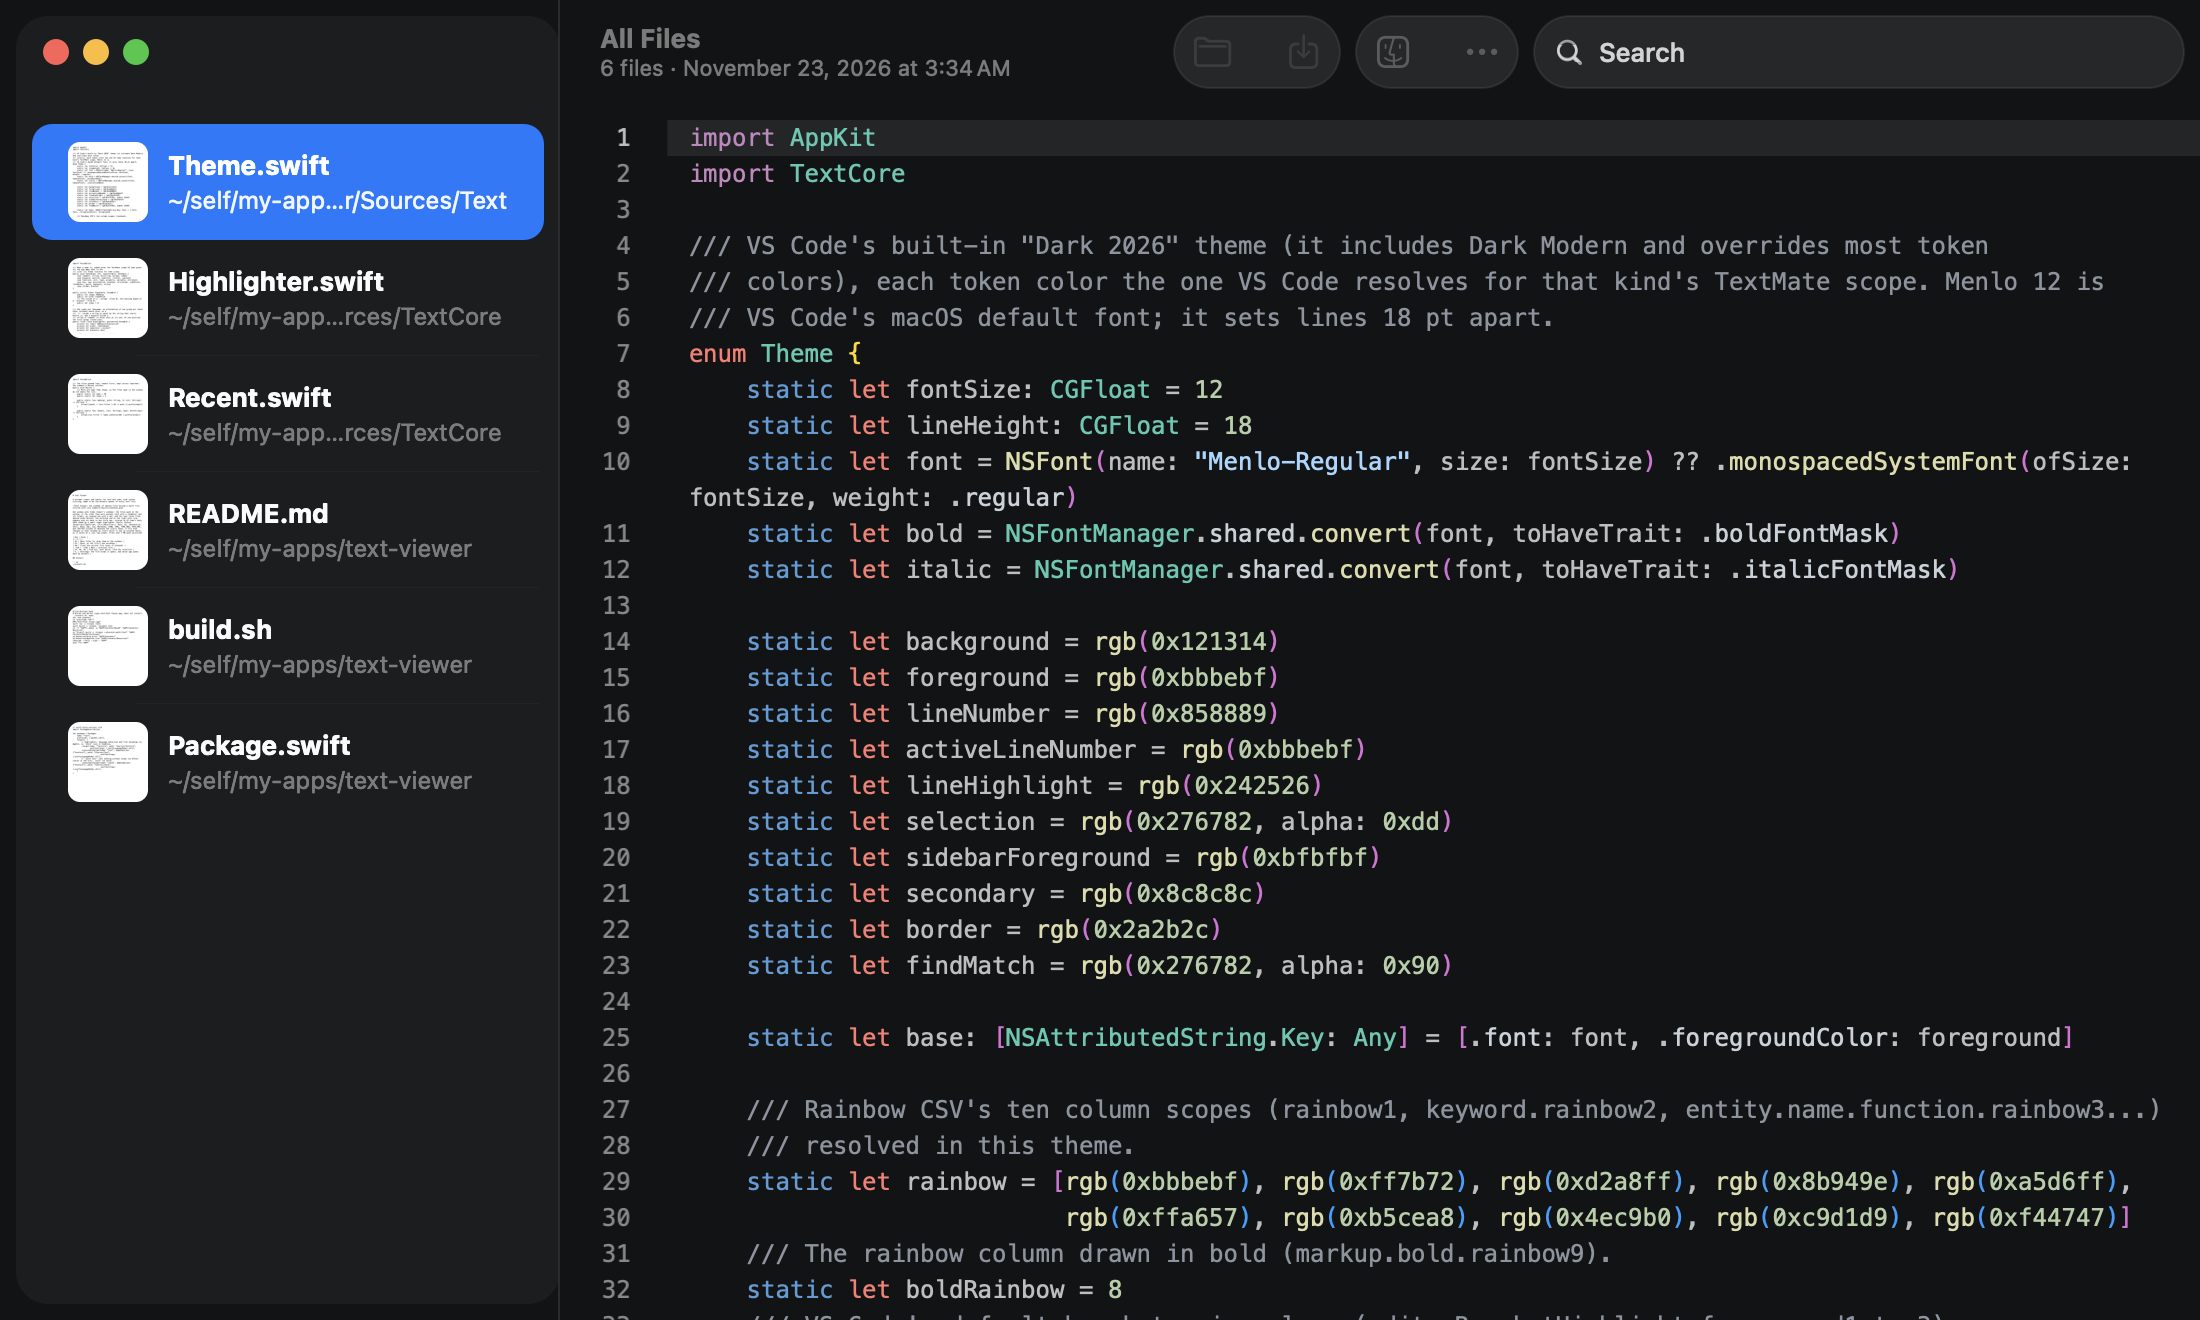 All Files
6 files · November 23, 2026 at 3:34 AM
Search
Theme.swift
~/self/my-app...r/Sources/Text
Highlighter.swift
~/self/my-app...rces/TextCore
Recent.swift
~/self/my-app...rces/TextCore
README.md
~/self/my-apps/text-viewer
build.sh
~/self/my-apps/text-viewer
Package.swift
~/self/my-apps/text-viewer
1 import AppKit
2 import TextCore
3
4 /// VS Code's built-in "Dark 2026" theme (it includes Dark Modern and overrides most token
5 /// colors), each token color the one VS Code resolves for that kind's TextMate scope. Menlo 12 is
6 /// VS Code's macOS default font; it sets lines 18 pt apart.
7 enum Theme {
8     static let fontSize: CGFloat = 12
9     static let lineHeight: CGFloat = 18
10     static let font = NSFont(name: "Menlo-Regular", size: fontSize) ?? .monospacedSystemFont(ofSize:
fontSize, weight: .regular)
11     static let bold = NSFontManager.shared.convert(font, toHaveTrait: .boldFontMask)
12     static let italic = NSFontManager.shared.convert(font, toHaveTrait: .italicFontMask)
13
14     static let background = rgb(0x121314)
15     static let foreground = rgb(0xbbbebf)
16     static let lineNumber = rgb(0x858889)
17     static let activeLineNumber = rgb(0xbbbebf)
18     static let lineHighlight = rgb(0x242526)
19     static let selection = rgb(0x276782, alpha: 0xdd)
20     static let sidebarForeground = rgb(0xbfbfbf)
21     static let secondary = rgb(0x8c8c8c)
22     static let border = rgb(0x2a2b2c)
23     static let findMatch = rgb(0x276782, alpha: 0x90)
24
25     static let base: [NSAttributedString.Key: Any] = [.font: font, .foregroundColor: foreground]
26
27     /// Rainbow CSV's ten column scopes (rainbow1, keyword.rainbow2, entity.name.function.rainbow3...)
28     /// resolved in this theme.
29     static let rainbow = [rgb(0xbbbebf), rgb(0xff7b72), rgb(0xd2a8ff), rgb(0x8b949e), rgb(0xa5d6ff),
30                           rgb(0xffa657), rgb(0xb5cea8), rgb(0x4ec9b0), rgb(0xc9d1d9), rgb(0xf44747)]
31     /// The rainbow column drawn in bold (markup.bold.rainbow9).
32     static let boldRainbow = 8